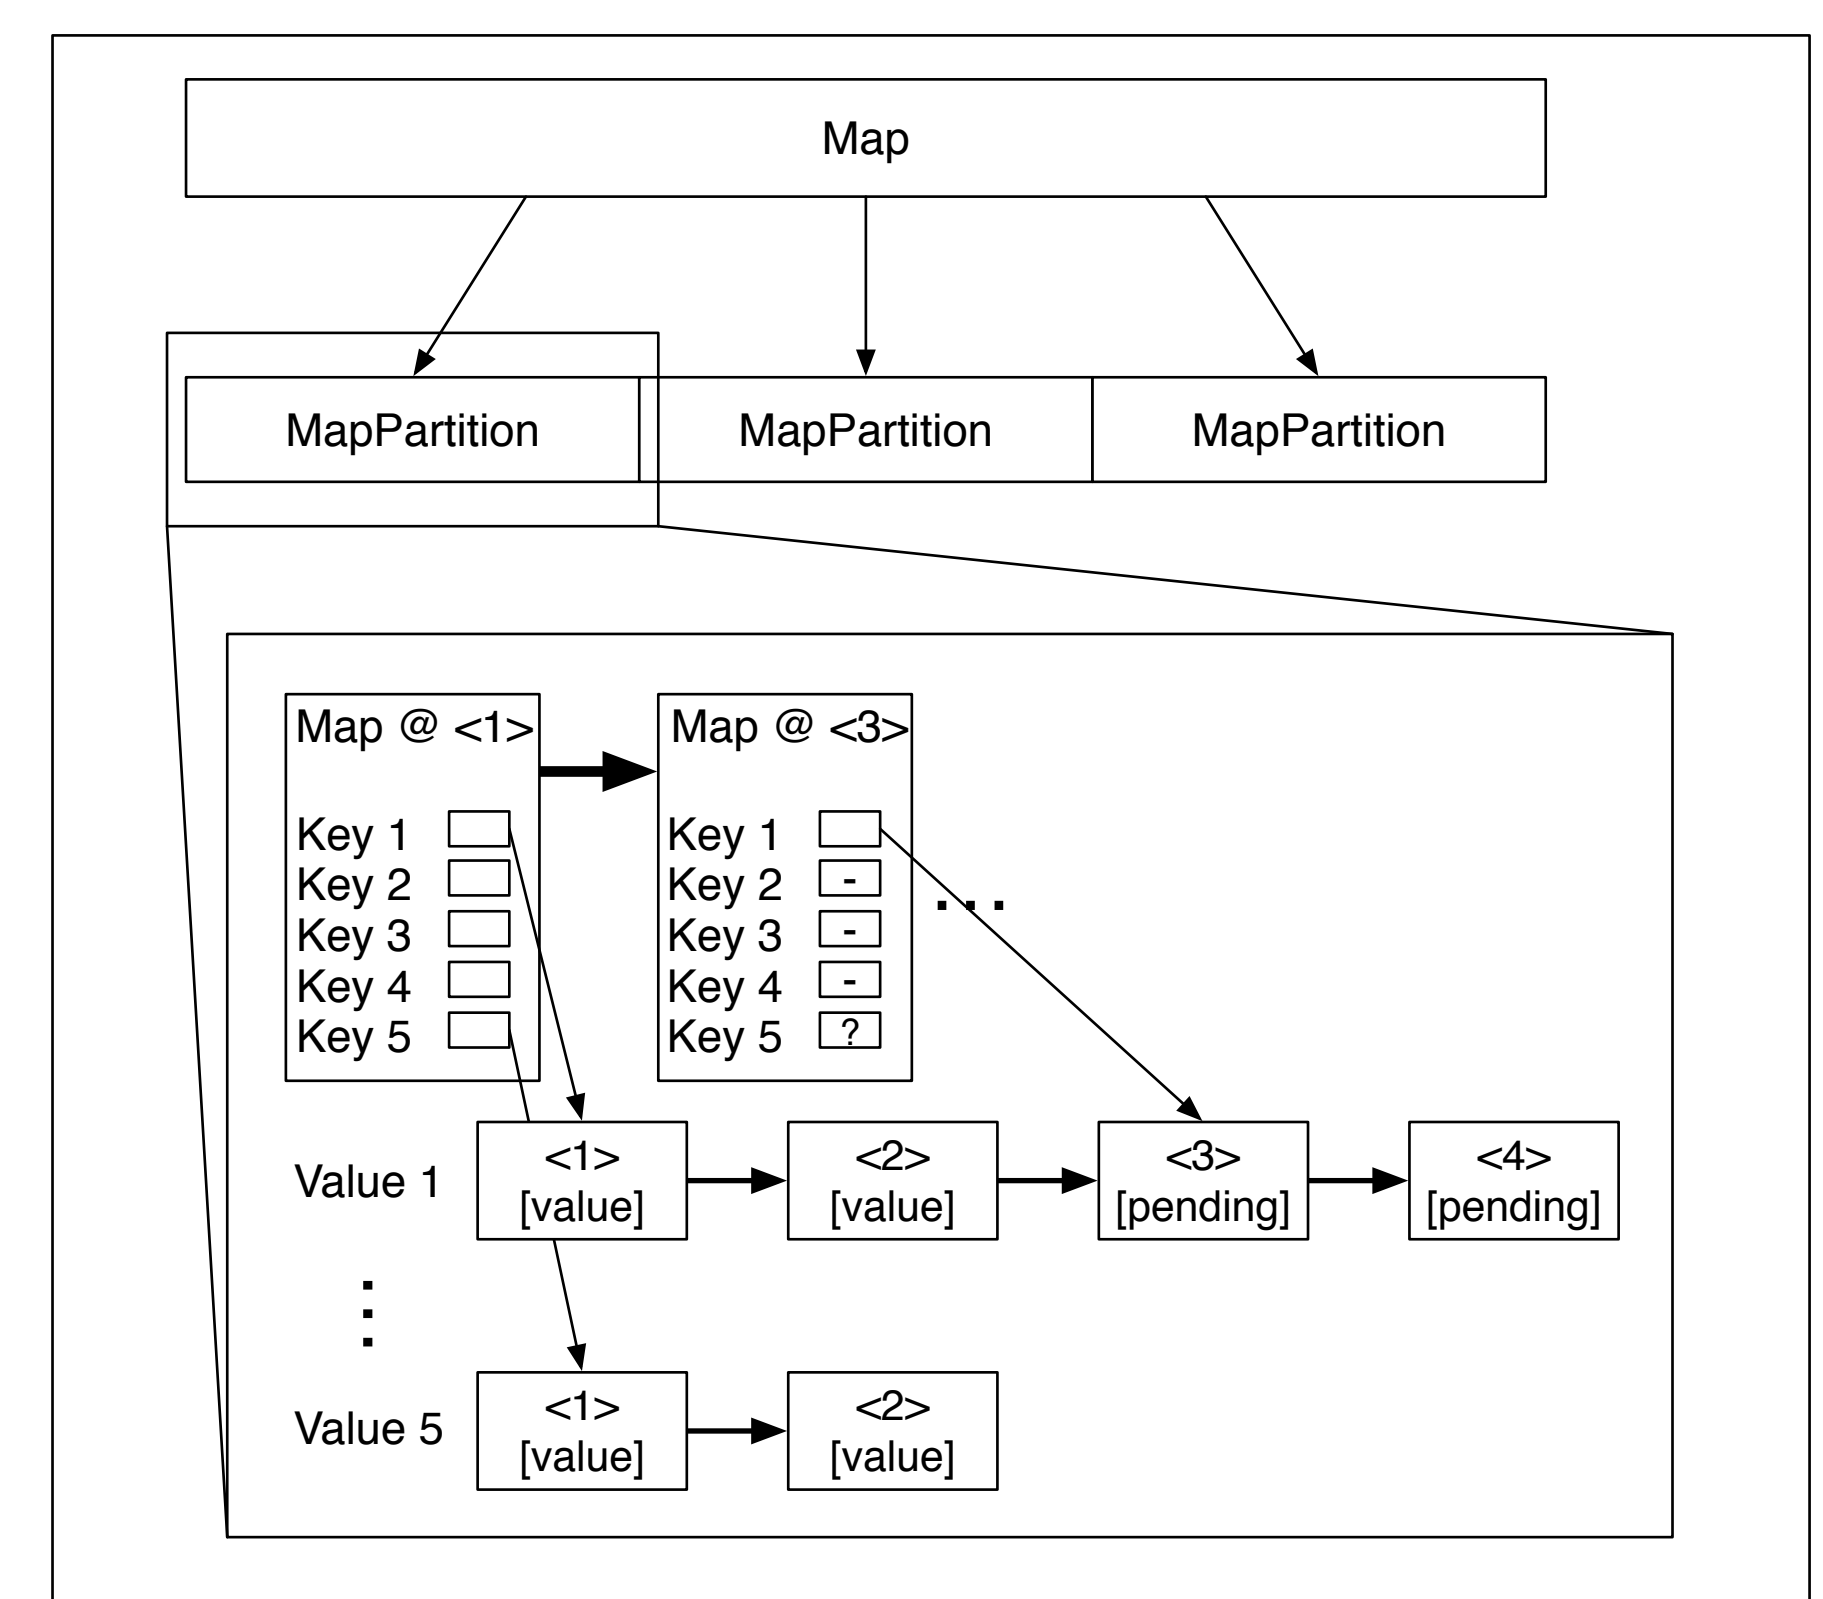 Map
MapPartition MapPartition MapPartition
Map @ <1>
Key 1
Key 2
Key 3
Key 4
Key 5
Map @ <3>
Key 1
Key 2 -
Key 3 -
Key 4 -
Key 5 ?
...
Value 1
<1>
[value]
<2>
[value]
<3>
[pending]
<4>
[pending]
...
Value 5
<1>
[value]
<2>
[value]